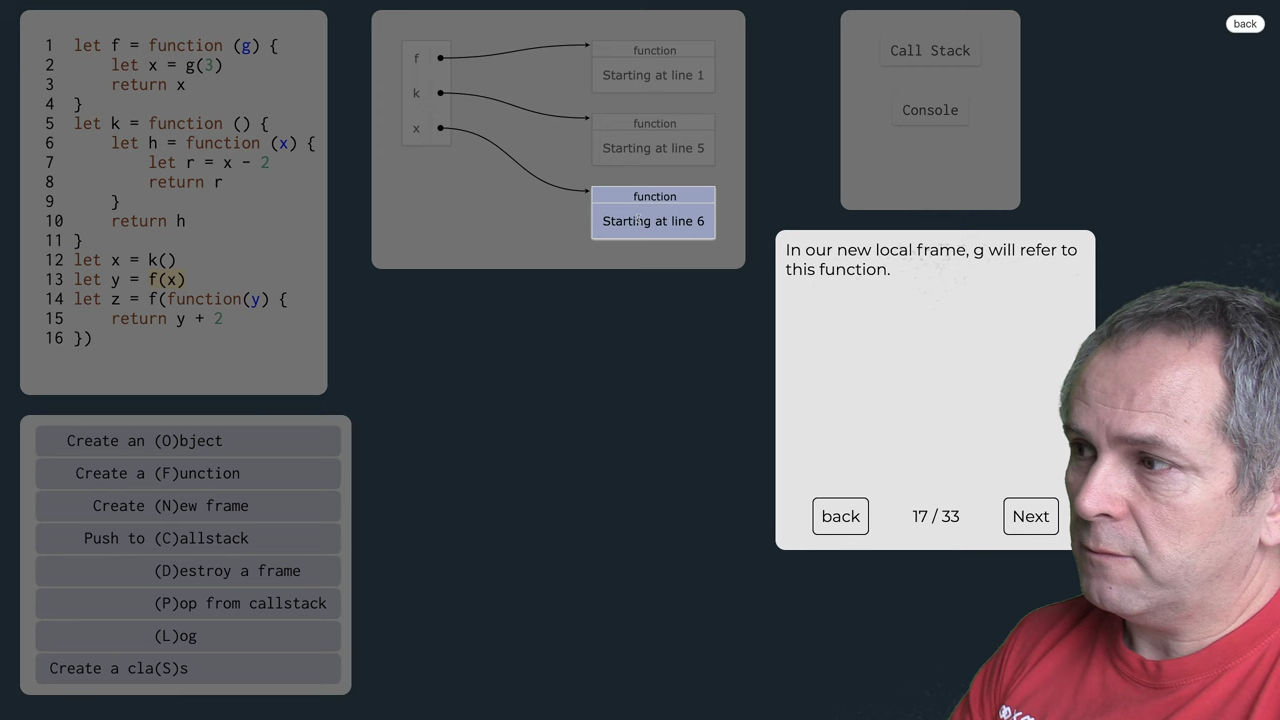 back
1 let f = function (g) {
2 let x = g(3)
3 return x
4 }
5 let k = function () {
6 let h = function (x) {
7 let r = x - 2
8 return r
9 }
10 return h
11 }
12 let x = k()
13 let y = f(x)
14 let z = f(function(y) {
15 return y + 2
16 })
f
k
x
function
Starting at line 1
function
Starting at line 5
function
Starting at line 6
Call Stack
Console
In our new local frame, g will refer to
this function.
back 17 / 33 Next
Create an (O)bject
Create a (F)unction
Create (N)ew frame
Push to (C)allstack
(D)estroy a frame
(P)op from callstack
(L)og
Create a cla(S)s